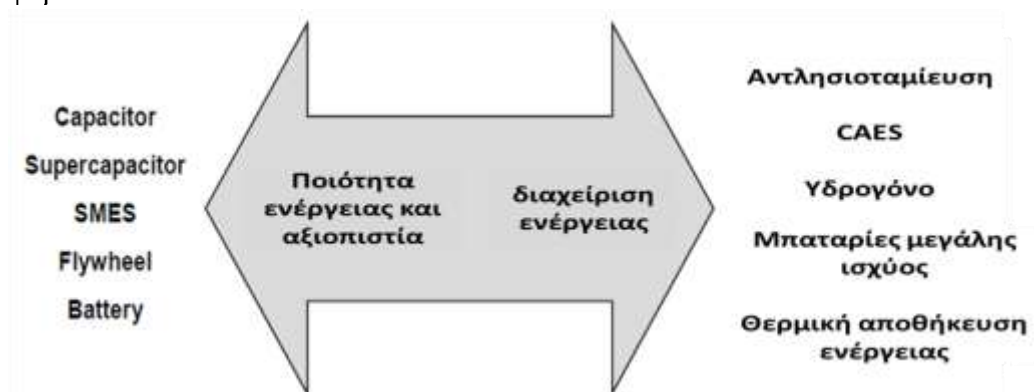 Capacitor
Supercapacitor
SMES
Flywheel
Battery
Ποιότητα
ενέργειας και
αξιοπιστία
διαχείριση
ενέργειας
Αντλησιοταμίευση
CAES
Υδρογόνο
Μπαταρίες μεγάλης
ισχύος
Θερμική αποθήκευση
ενέργειας